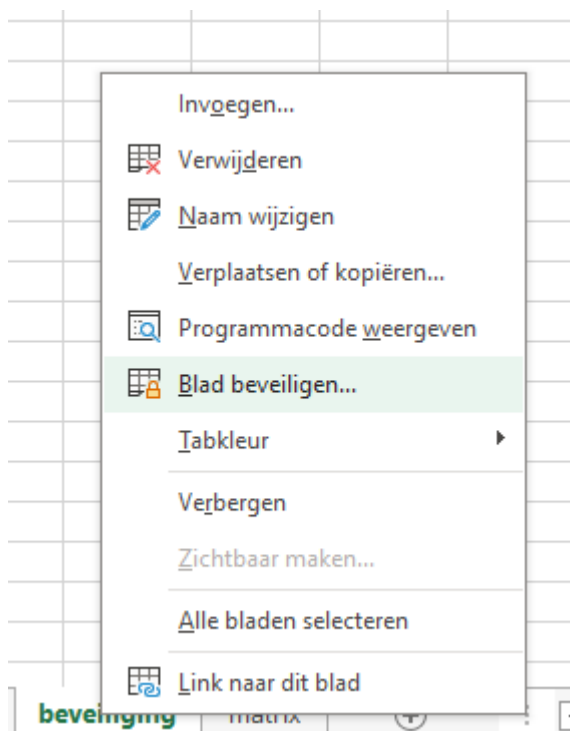 Invoegen...
Verwijderen
Naam wijzigen
Verplaatsen of kopiëren...
Programmacode weergeven
Blad beveiligen...
Tabkleur
Verbergen
Zichtbaar maken...
Alle bladen selecteren
Link naar dit blad
beveiliging matrix